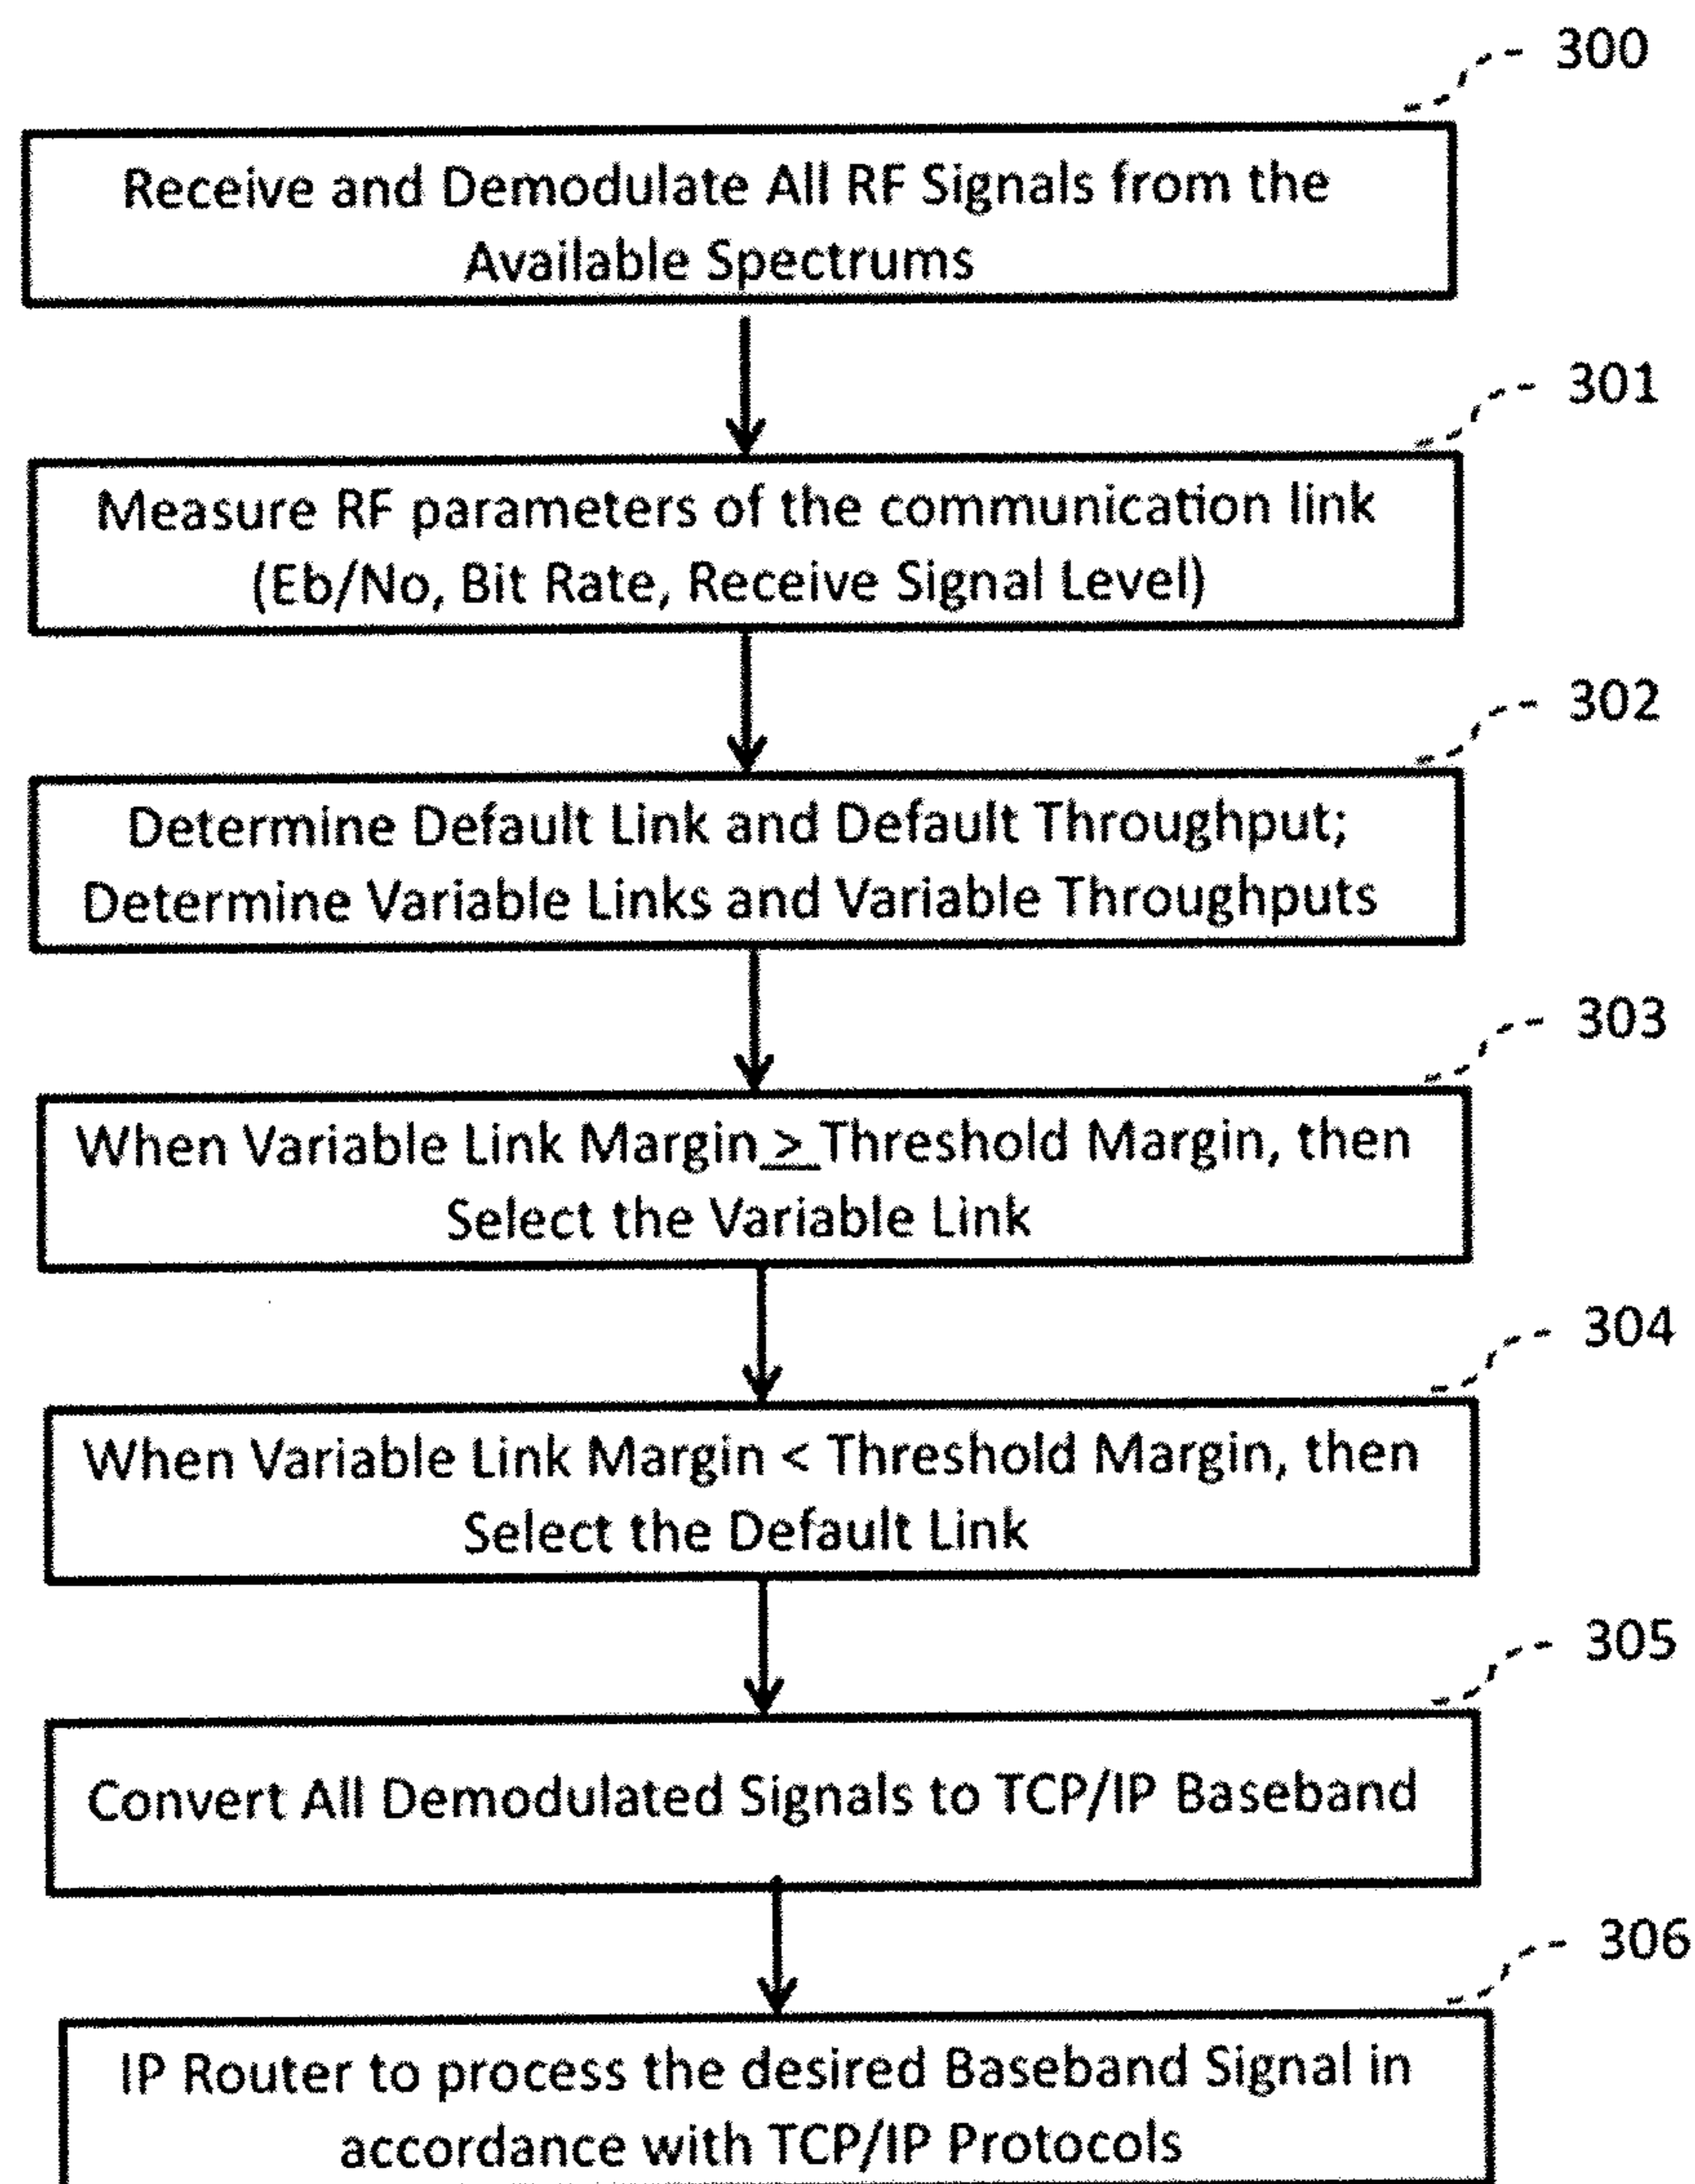 300
Receive and Demodulate All RF Signals from the
Available Spectrums
301
Measure RF parameters of the communication link
(Eb/No, Bit Rate, Receive Signal Level)
302
Determine Default Link and Default Throughput;
Determine Variable Links and Variable Throughputs
303
When Variable Link Margin ≥ Threshold Margin, then
Select the Variable Link
304
When Variable Link Margin < Threshold Margin, then
Select the Default Link
305
Convert All Demodulated Signals to TCP/IP Baseband
306
IP Router to process the desired Baseband Signal in
accordance with TCP/IP Protocols